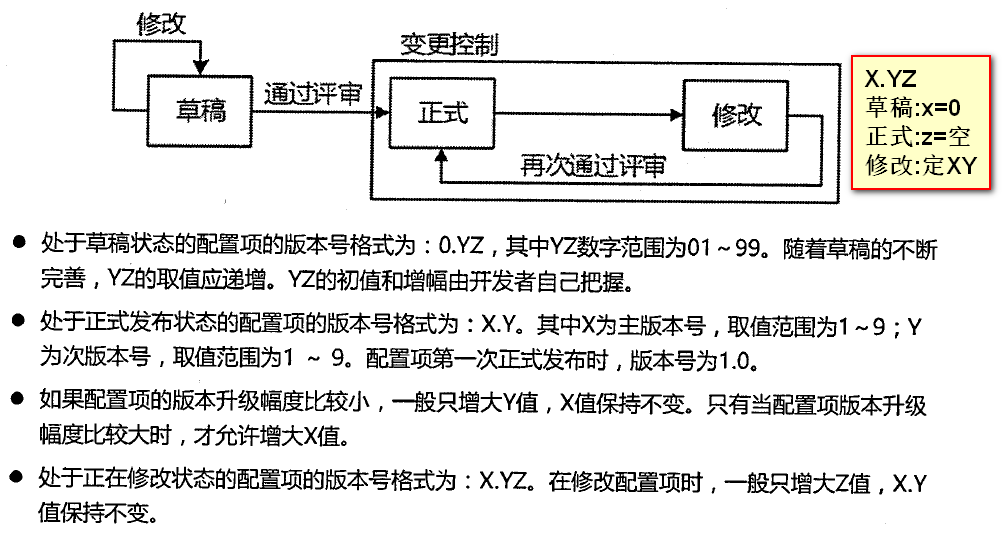 修改
变更控制
草稿
通过评审
正式
修改
再次通过评审
X.YZ
草稿:x=0
正式:z=空
修改:定XY
● 处于草稿状态的配置项的版本号格式为：0.YZ，其中YZ数字范围为01～99。随着草稿的不断
完善，YZ的取值应递增。YZ的初值和增幅由开发者自己把握。
● 处于正式发布状态的配置项的版本号格式为：X.Y。其中X为主版本号，取值范围为1～9；Y
为次版本号，取值范围为1 ～ 9。配置项第一次正式发布时，版本号为1.0。
● 如果配置项的版本升级幅度比较小，一般只增大Y值，X值保持不变。只有当配置项版本升级
幅度比较大时，才允许增大X值。
● 处于正在修改状态的配置项的版本号格式为：X.YZ。在修改配置项时，一般只增大Z值，X.Y
值保持不变。